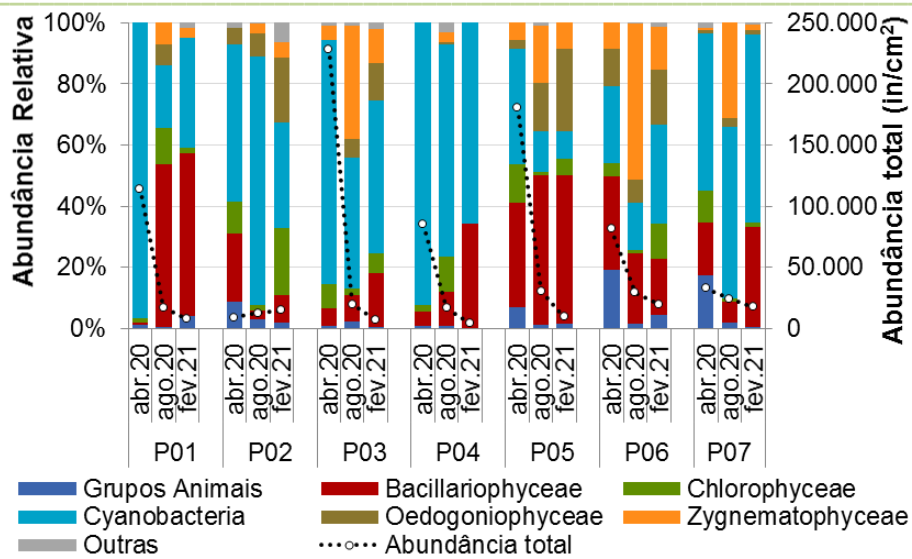 Abundância Relativa
100%
80%
60%
40%
20%
0%
250.000
200.000
150.000
100.000
50.000
0
Abundância total (in/cm²)
abr.20 ago.20 fev.21 abr.20 ago.20 fev.21 abr.20 ago.20 fev.21 abr.20 ago.20 fev.21 abr.20 ago.20 fev.21 abr.20 ago.20 fev.21 abr.20 ago.20 fev.21
P01 P02 P03 P04 P05 P06 P07
Grupos Animais Bacillariophyceae Chlorophyceae
Cyanobacteria Oedogoniophyceae Zygnematophyceae
Outras Abundância total